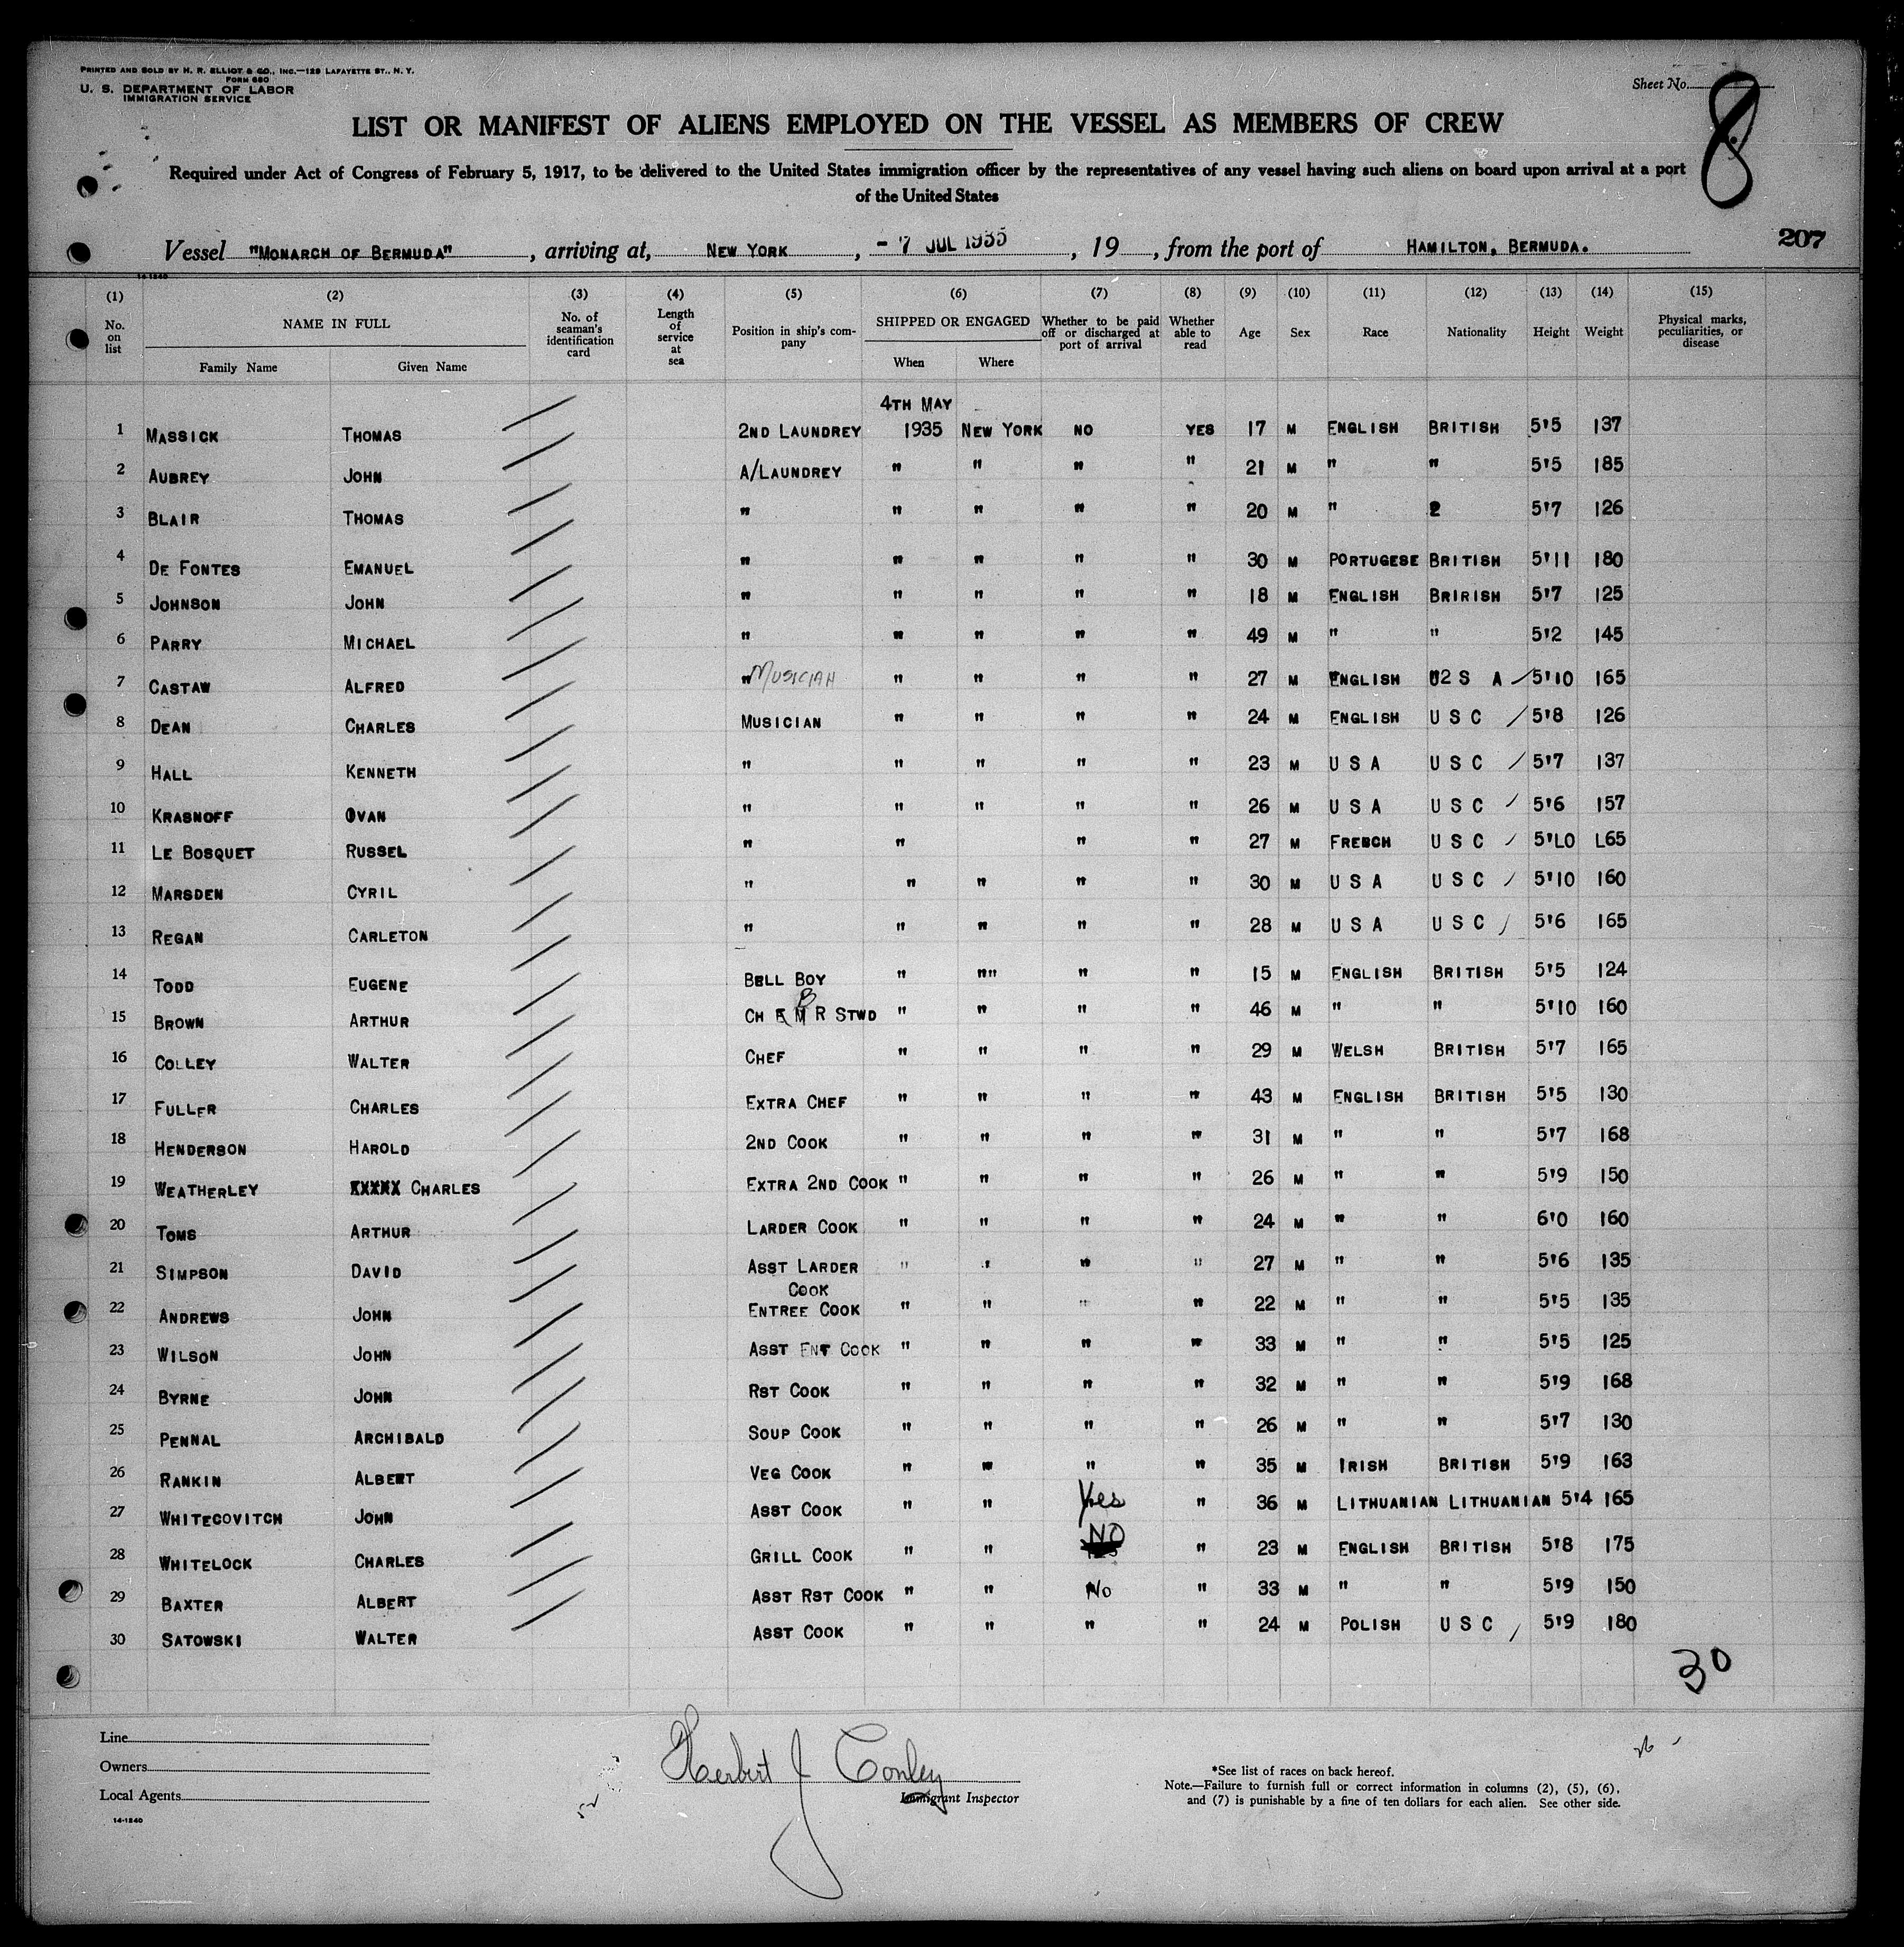 PRINTED AND SOLD BY H. R. ELLIOT & CO., INC.—129 LAFAYETTE ST., N. Y.
FORM 680
U. S. DEPARTMENT OF LABOR
IMMIGRATION SERVICE
Sheet No. 8
LIST OR MANIFEST OF ALIENS EMPLOYED ON THE VESSEL AS MEMBERS OF CREW
Required under Act of Congress of February 5, 1917, to be delivered to the United States immigration officer by the representatives of any vessel having such aliens on board upon arrival at a port
of the United States
Vessel "MONARCH OF BERMUDA", arriving at, NEW YORK, - 7 JUL 1935, 19 , from the port of HAMILTON, BERMUDA. 207
14-1240
(1) (2) (3) (4) (5) (6) (7) (8) (9) (10) (11) (12) (13) (14) (15)
No. on list NAME IN FULL Family Name Given Name No. of seaman's identification card Length of service at sea Position in ship's company SHIPPED OR ENGAGED When Where Whether to be paid off or discharged at port of arrival Whether able to read Age Sex Race Nationality Height Weight Physical marks, peculiarities, or disease
4TH MAY
1 MASSICK THOMAS 2ND LAUNDREY 1935 NEW YORK NO YES 17 M ENGLISH BRITISH 5'5 137
2 AUBREY JOHN A/LAUNDREY " " " " 21 M " " 5'5 185
3 BLAIR THOMAS " " " " " 20 M " 2 5'7 126
4 DE FONTES EMANUEL " " " " " 30 M PORTUGESE BRITISH 5'11 180
5 JOHNSON JOHN " " " " " 18 M ENGLISH BRIRISH 5'7 125
6 PARRY MICHAEL " " " " " 49 M " " 5'2 145
7 CASTAW ALFRED " MUSICIAN " " " " 27 M ENGLISH U2 S A 5'10 165
8 DEAN CHARLES MUSICIAN " " " " 24 M ENGLISH U S C 5'8 126
9 HALL KENNETH " " " " " 23 M U S A U S C 5'7 137
10 KRASNOFF OVAN " " " " " 26 M U S A U S C 5'6 157
11 LE BOSQUET RUSSEL " " " " 27 M FREBCH U S C 5'L0 L65
12 MARSDEN CYRIL " " " " " 30 M U S A U S C 5'10 160
13 REGAN CARLETON " " " " " 28 M U S A U S C 5'6 165
14 TODD EUGENE BELL BOY " "" " " 15 M ENGLISH BRITISH 5'5 124
B
15 BROWN ARTHUR CH M R STWD " " " " 46 M " " 5'10 160
16 COLLEY WALTER CHEF " " " " 29 M WELSH BRITISH 5'7 165
17 FULLER CHARLES EXTRA CHEF " " " " 43 M ENGLISH BRITISH 5'5 130
18 HENDERSON HAROLD 2ND COOK " " " " 31 M " " 5'7 168
19 WEATHERLEY XXXXX CHARLES EXTRA 2ND COOK " " " " 26 M " " 5'9 150
20 TOMS ARTHUR LARDER COOK " " " " 24 M " " 6'0 160
21 SIMPSON DAVID ASST LARDER " " " " 27 M " " 5'6 135
COOK
22 ANDREWS JOHN ENTREE COOK " " " " 22 M " " 5'5 135
23 WILSON JOHN ASST ENT COOK " " " " 33 M " " 5'5 125
24 BYRNE JOHN RST COOK " " " " 32 M " " 5'9 168
25 PENNAL ARCHIBALD SOUP COOK " " " " 26 M " " 5'7 130
26 RANKIN ALBERT VEG COOK " " " " 35 M IRISH BRITISH 5'9 163
27 WHITECOVITCH JOHN ASST COOK " " Yes " 36 M LITHUANIAN LITHUANIAN 5'4 165
28 WHITELOCK CHARLES GRILL COOK " " NO " 23 M ENGLISH BRITISH 5'8 175
29 BAXTER ALBERT ASST RST COOK " " No " 33 M " " 5'9 150
30 SATOWSKI WALTER ASST COOK " " " " 24 M POLISH U S C 5'9 180
30
Line
Owners
Local Agents
14-1240
Herbert J Conley
Immigrant Inspector
*See list of races on back hereof.
Note.—Failure to furnish full or correct information in columns (2), (5), (6),
and (7) is punishable by a fine of ten dollars for each alien. See other side.